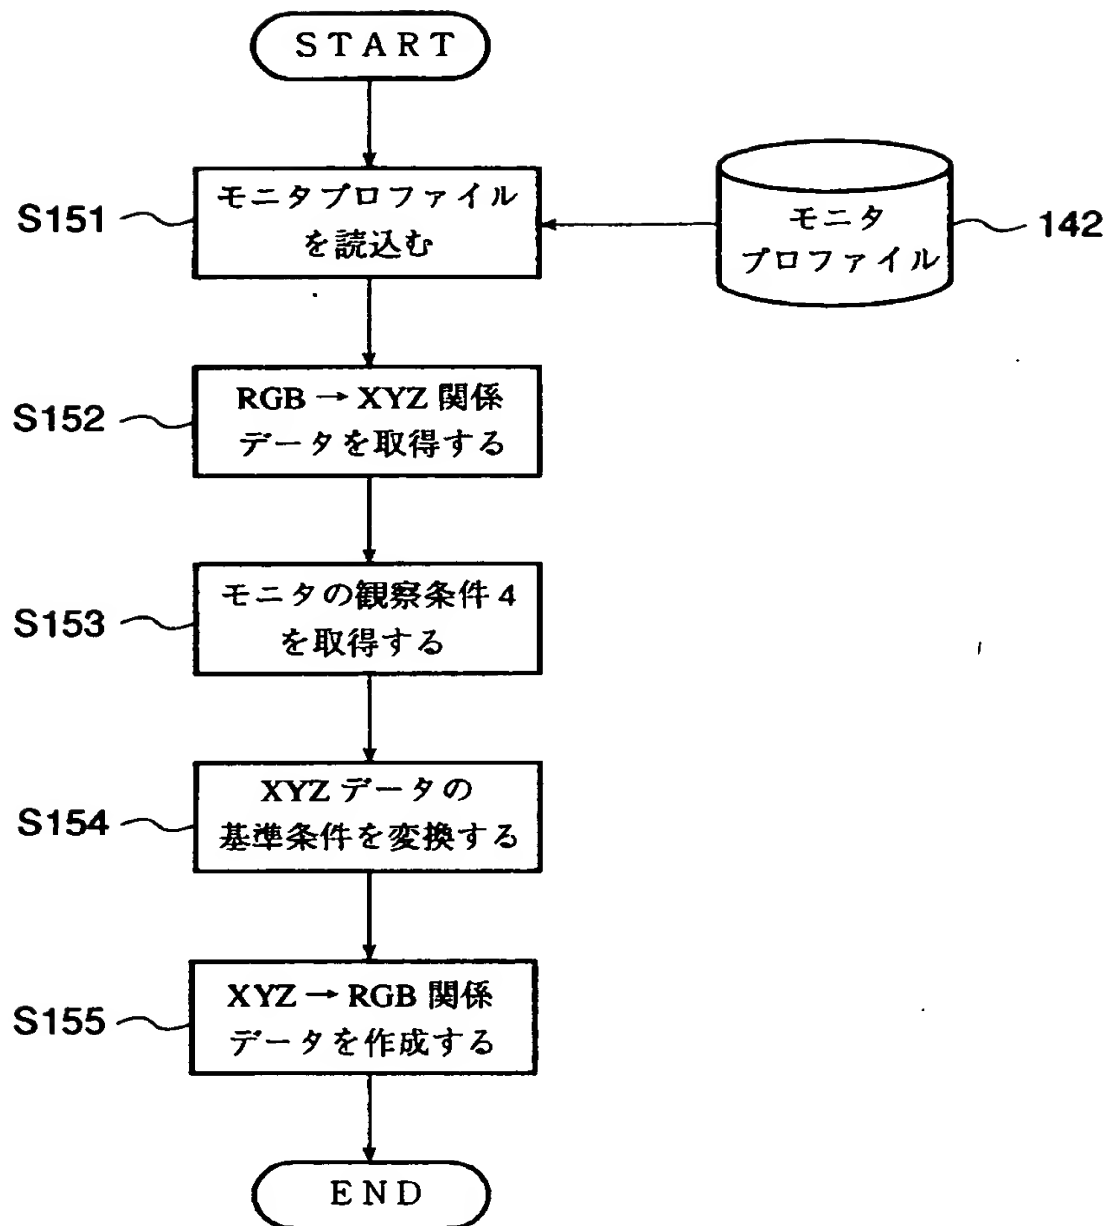 START
S151
モニタプロファイル
を読込む
モニタ
プロファイル
142
S152
RGB → XYZ 関係
データを取得する
S153
モニタの観察条件4
を取得する
S154
XYZ データの
基準条件を変換する
S155
XYZ → RGB 関係
データを作成する
END